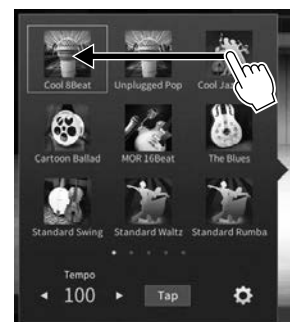 Cool 8Beat Unplugged Pop Cool Ja
Cartoon Ballad MOR 16Beat The Blues
Standard Swing Standard Waltz Standard Rumba
Tempo
100 Tap